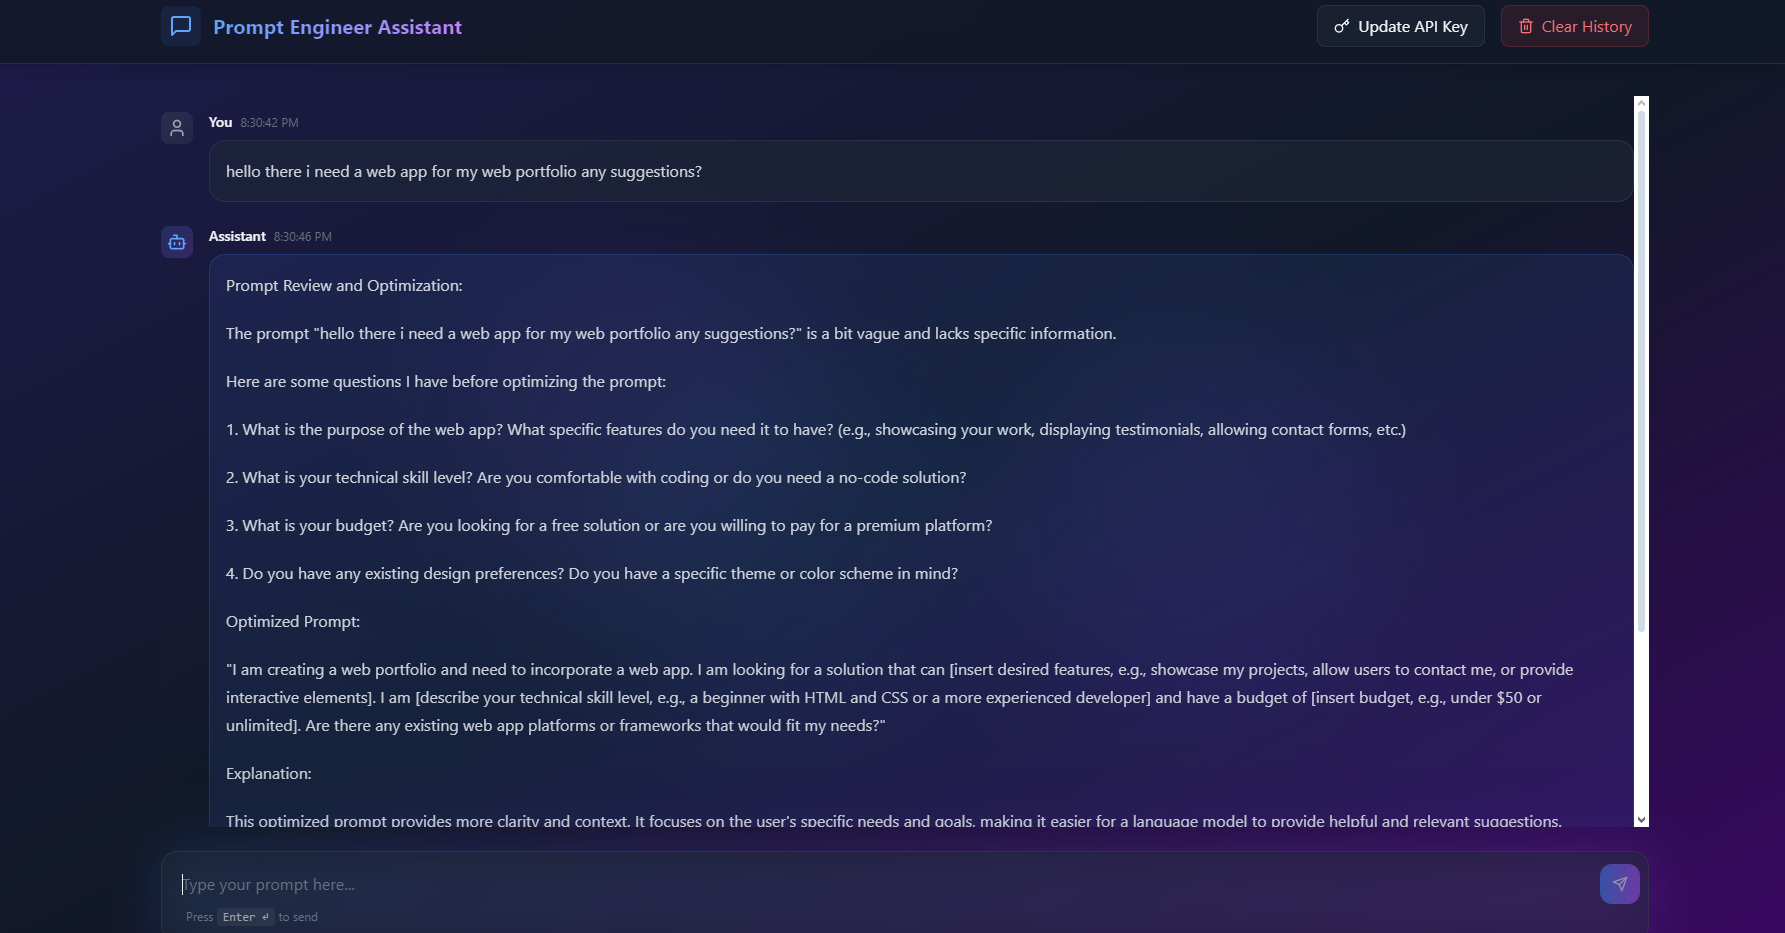 Prompt Engineer Assistant
Update API Key
Clear History
You 8:30:42 PM
hello there i need a web app for my web portfolio any suggestions?
Assistant 8:30:46 PM
Prompt Review and Optimization:
The prompt "hello there i need a web app for my web portfolio any suggestions?" is a bit vague and lacks specific information.
Here are some questions I have before optimizing the prompt:
1. What is the purpose of the web app? What specific features do you need it to have? (e.g., showcasing your work, displaying testimonials, allowing contact forms, etc.)
2. What is your technical skill level? Are you comfortable with coding or do you need a no-code solution?
3. What is your budget? Are you looking for a free solution or are you willing to pay for a premium platform?
4. Do you have any existing design preferences? Do you have a specific theme or color scheme in mind?
Optimized Prompt:
"I am creating a web portfolio and need to incorporate a web app. I am looking for a solution that can [insert desired features, e.g., showcase my projects, allow users to contact me, or provide
interactive elements]. I am [describe your technical skill level, e.g., a beginner with HTML and CSS or a more experienced developer] and have a budget of [insert budget, e.g., under $50 or
unlimited]. Are there any existing web app platforms or frameworks that would fit my needs?"
Explanation:
This optimized prompt provides more clarity and context. It focuses on the user's specific needs and goals, making it easier for a language model to provide helpful and relevant suggestions.
Type your prompt here...
Press Enter ↵ to send